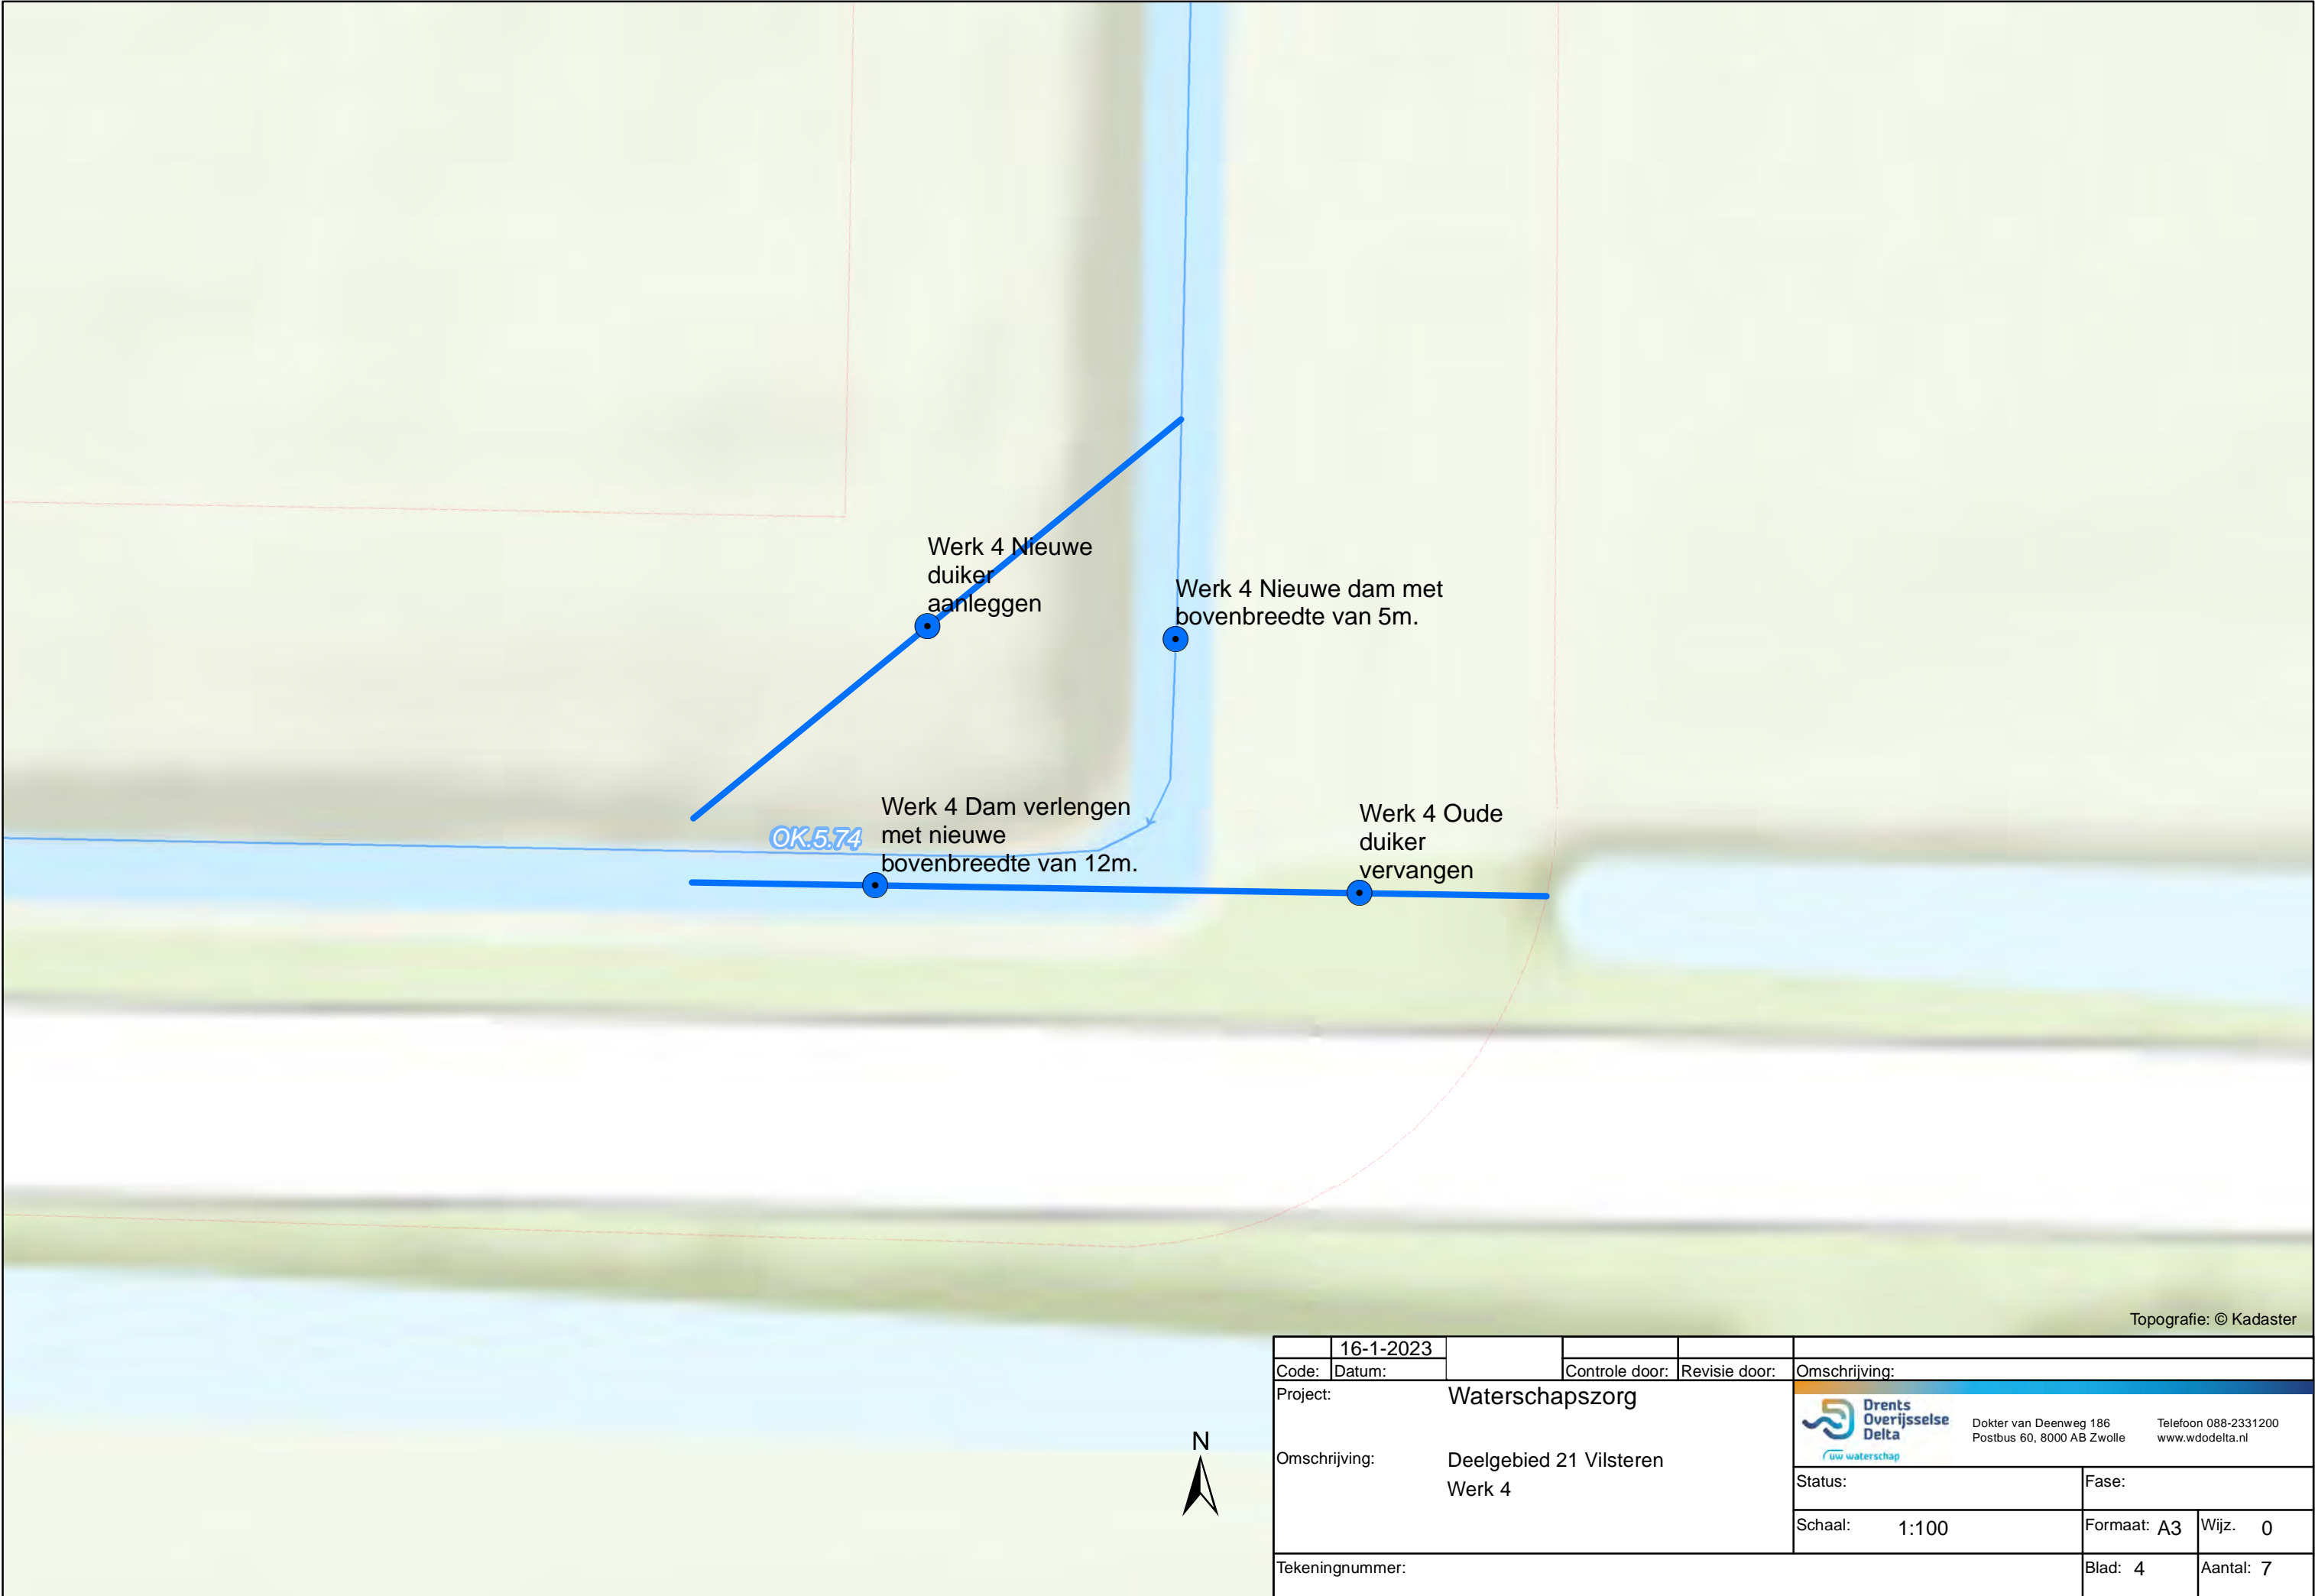 Werk 4 Nieuwe
duiker
aanleggen
Werk 4 Nieuwe dam met
bovenbreedte van 5m.
Werk 4 Dam verlengen
met nieuwe
bovenbreedte van 12m.
OK.5.74
Werk 4 Oude
duiker
vervangen
Topografie: © Kadaster
N
16-1-2023
Code: Datum: Controle door: Revisie door: Omschrijving:
Project: Waterschapszorg
Omschrijving: Deelgebied 21 Vilsteren
Werk 4
Drents
Overijsselse
Delta
uw waterschap
Dokter van Deenweg 186 Telefoon 088-2331200
Postbus 60, 8000 AB Zwolle www.wdodelta.nl
Status: Fase:
Schaal: 1:100 Formaat: A3 Wijz. 0
Tekeningnummer: Blad: 4 Aantal: 7